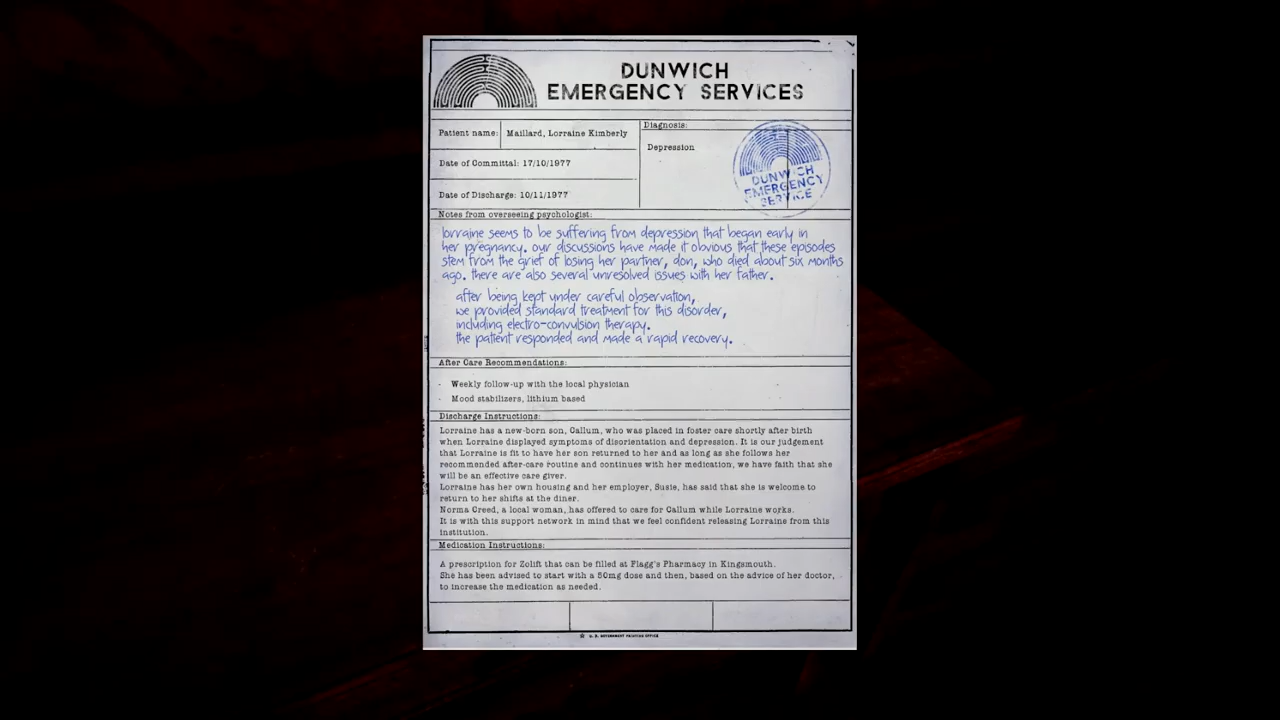 DUNWICH
EMERGENCY SERVICES
Patient name:
Maillard, Lorraine Kimberly
Date of Committal: 17/10/1977
Date of Discharge: 10/11/1977
Diagnosis:
Depression
DUNWICH
EMERGENCY
SERVICE
Notes from overseeing psychologist:
lorraine seems to be suffering from depression that began early in
her pregnancy. our discussions have made it obvious that these episodes
stem from the grief of losing her partner, don, who died about six months
ago. there are also several unresolved issues with her father.
after being kept under careful observation,
we provided standard treatment for this disorder,
including electro-convulsion therapy.
the patient responded and made a rapid recovery.
After Care Recommendations:
- Weekly follow-up with the local physician
- Mood stabilizers, lithium based
Discharge Instructions:
Lorraine has a new-born son, Callum, who was placed in foster care shortly after birth
when Lorraine displayed symptoms of disorientation and depression. It is our judgement
that Lorraine is fit to have her son returned to her and as long as she follows her
recommended after-care routine and continues with her medication, we have faith that she
will be an effective care giver.
Lorraine has her own housing and her employer, Susie, has said that she is welcome to
return to her shifts at the diner.
Norma Creed, a local woman, has offered to care for Callum while Lorraine works.
It is with this support network in mind that we feel confident releasing Lorraine from this
institution.
Medication Instructions:
A prescription for Zolift that can be filled at Flagg's Pharmacy in Kingsmouth.
She has been advised to start with a 50mg dose and then, based on the advice of her doctor,
to increase the medication as needed.
U. S. GOVERNMENT PRINTING OFFICE